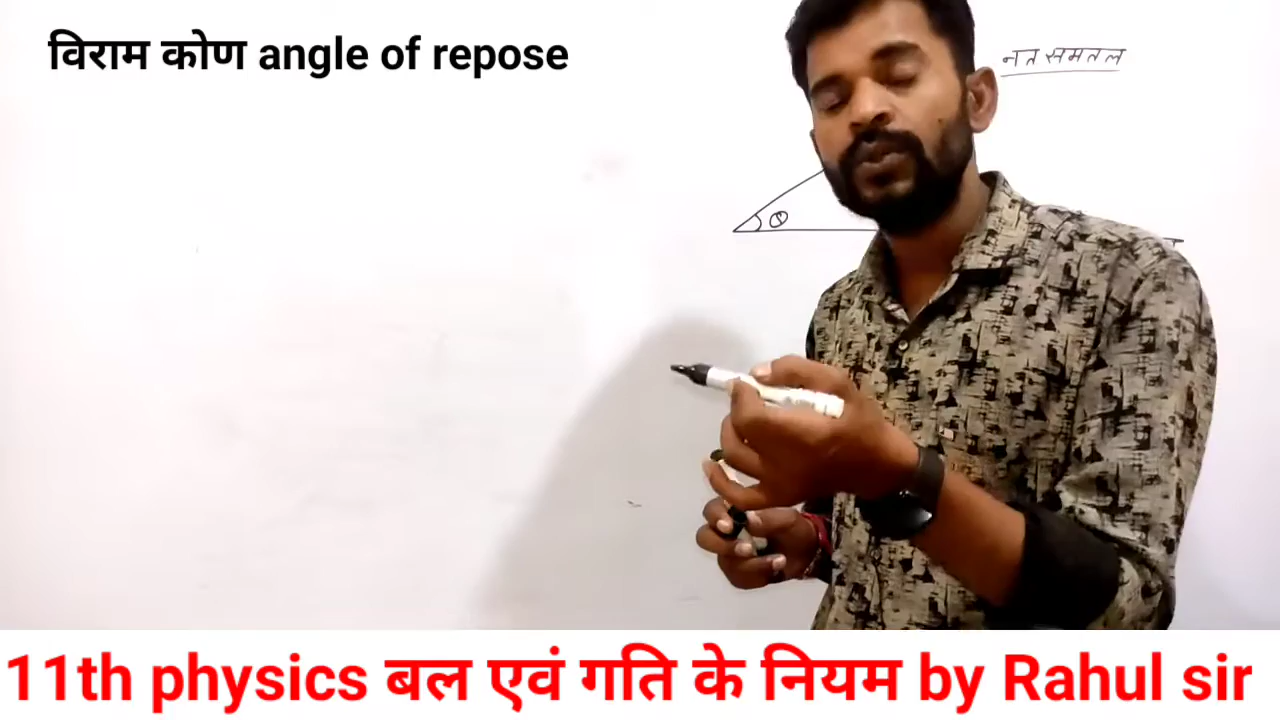 विराम कोण angle of repose
नत समतल
θ
11th physics बल एवं गति के नियम by Rahul sir